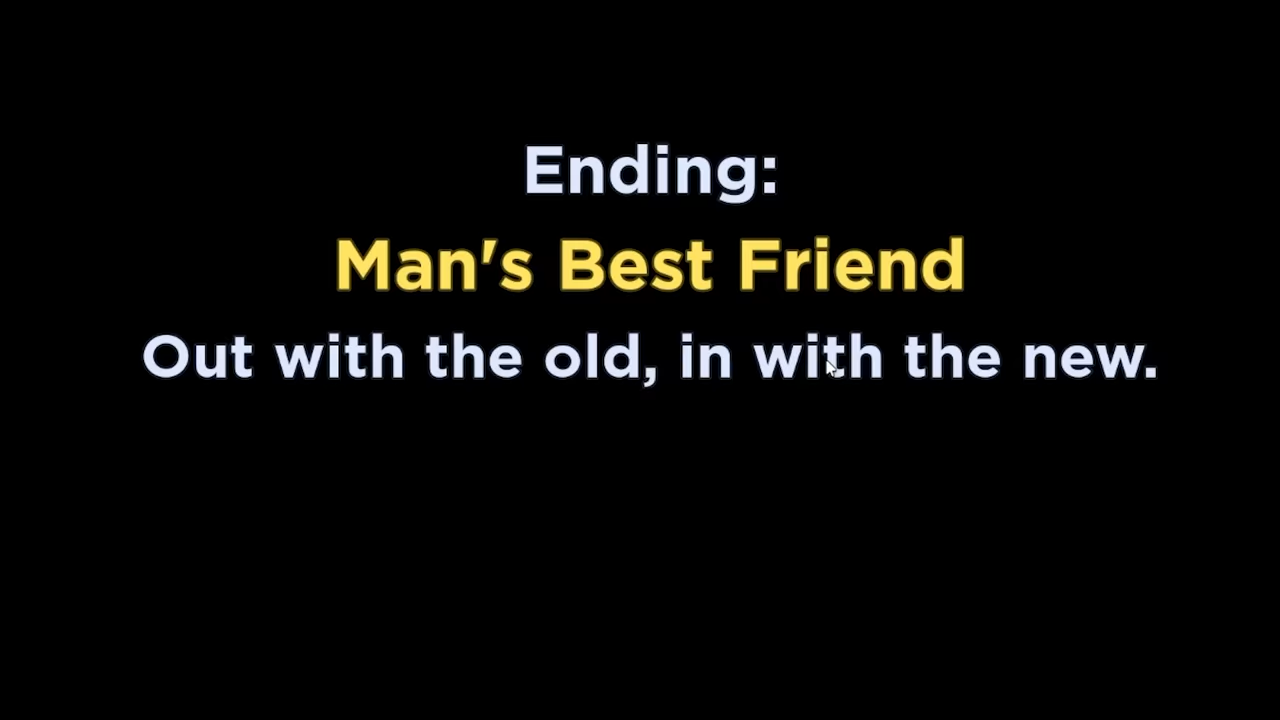 Ending:
Man's Best Friend
Out with the old, in with the new.